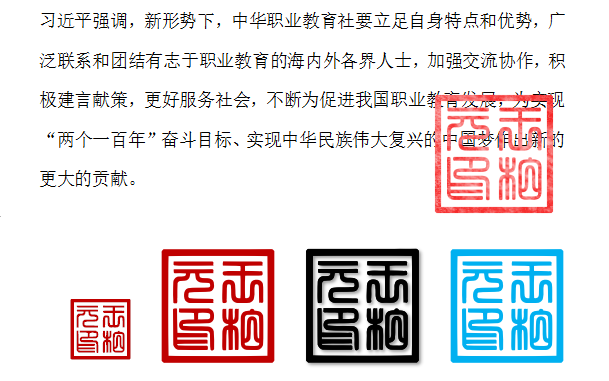 习近平强调，新形势下，中华职业教育社要立足自身特点和优势，广
泛联系和团结有志于职业教育的海内外各界人士，加强交流协作，积
极建言献策，更好服务社会，不断为促进我国职业教育发展，为实现
“两个一百年”奋斗目标、实现中华民族伟大复兴的中国梦作出新的
更大的贡献。